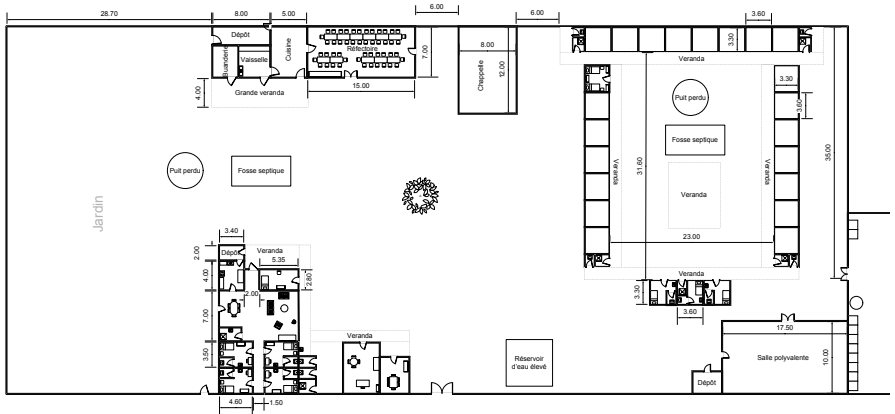 28.70
8.00
5.00
6.00
6.00
3.60
Dépôt
Buanderie
Vaisselle
Cuisine
Réfectoire
7.00
4.00
Grande veranda
15.00
8.00
Chappelle
12.00
3.30
Veranda
3.30
3.60
Puit perdu
Fosse septique
31.60
35.00
Veranda
Veranda
Veranda
23.00
Veranda
3.30
3.60
Puit perdu
Fosse septique
Jardin
3.40
2.00
Dépôt
Veranda
5.35
4.00
2.80
2.00
7.00
3.50
4.60
1.50
Veranda
Réservoir
d'eau élevé
17.50
Salle polyvalente
10.00
Dépôt